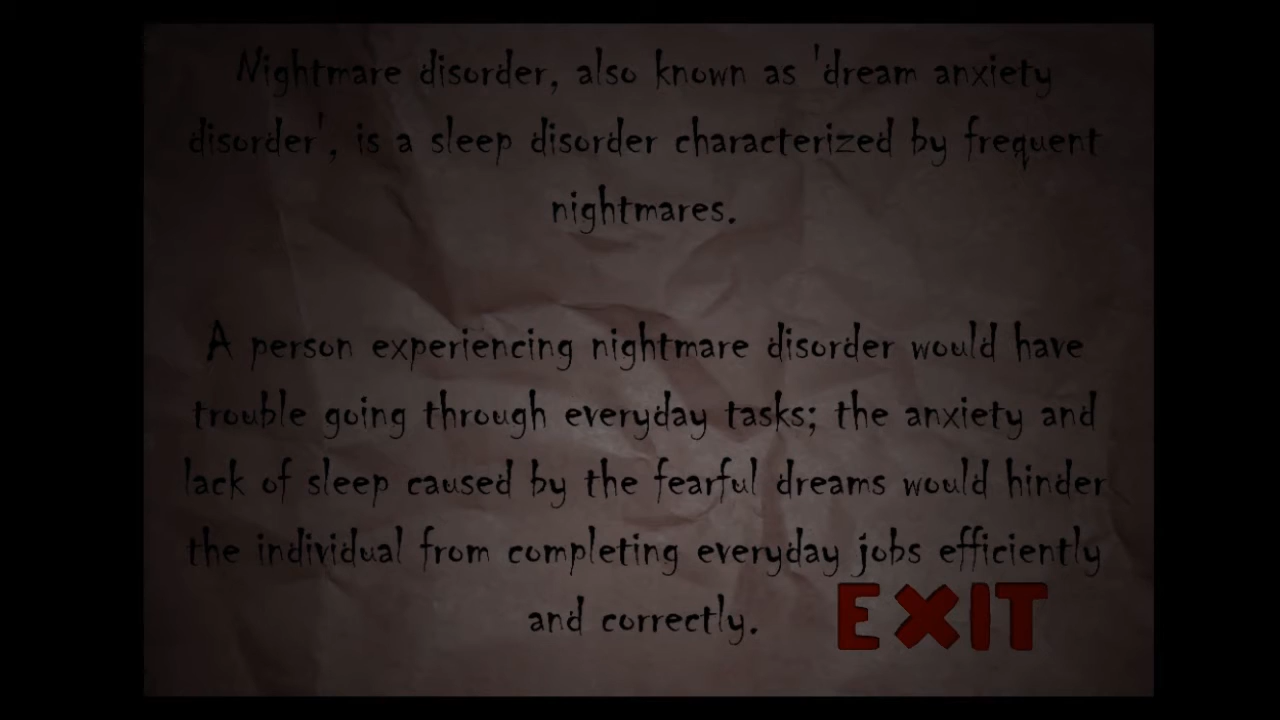 Nightmare disorder, also known as 'dream anxiety
disorder', is a sleep disorder characterized by frequent
nightmares.
A person experiencing nightmare disorder would have
trouble going through everyday tasks; the anxiety and
lack of sleep caused by the fearful dreams would hinder
the individual from completing everyday jobs efficiently
and correctly.
EXIT